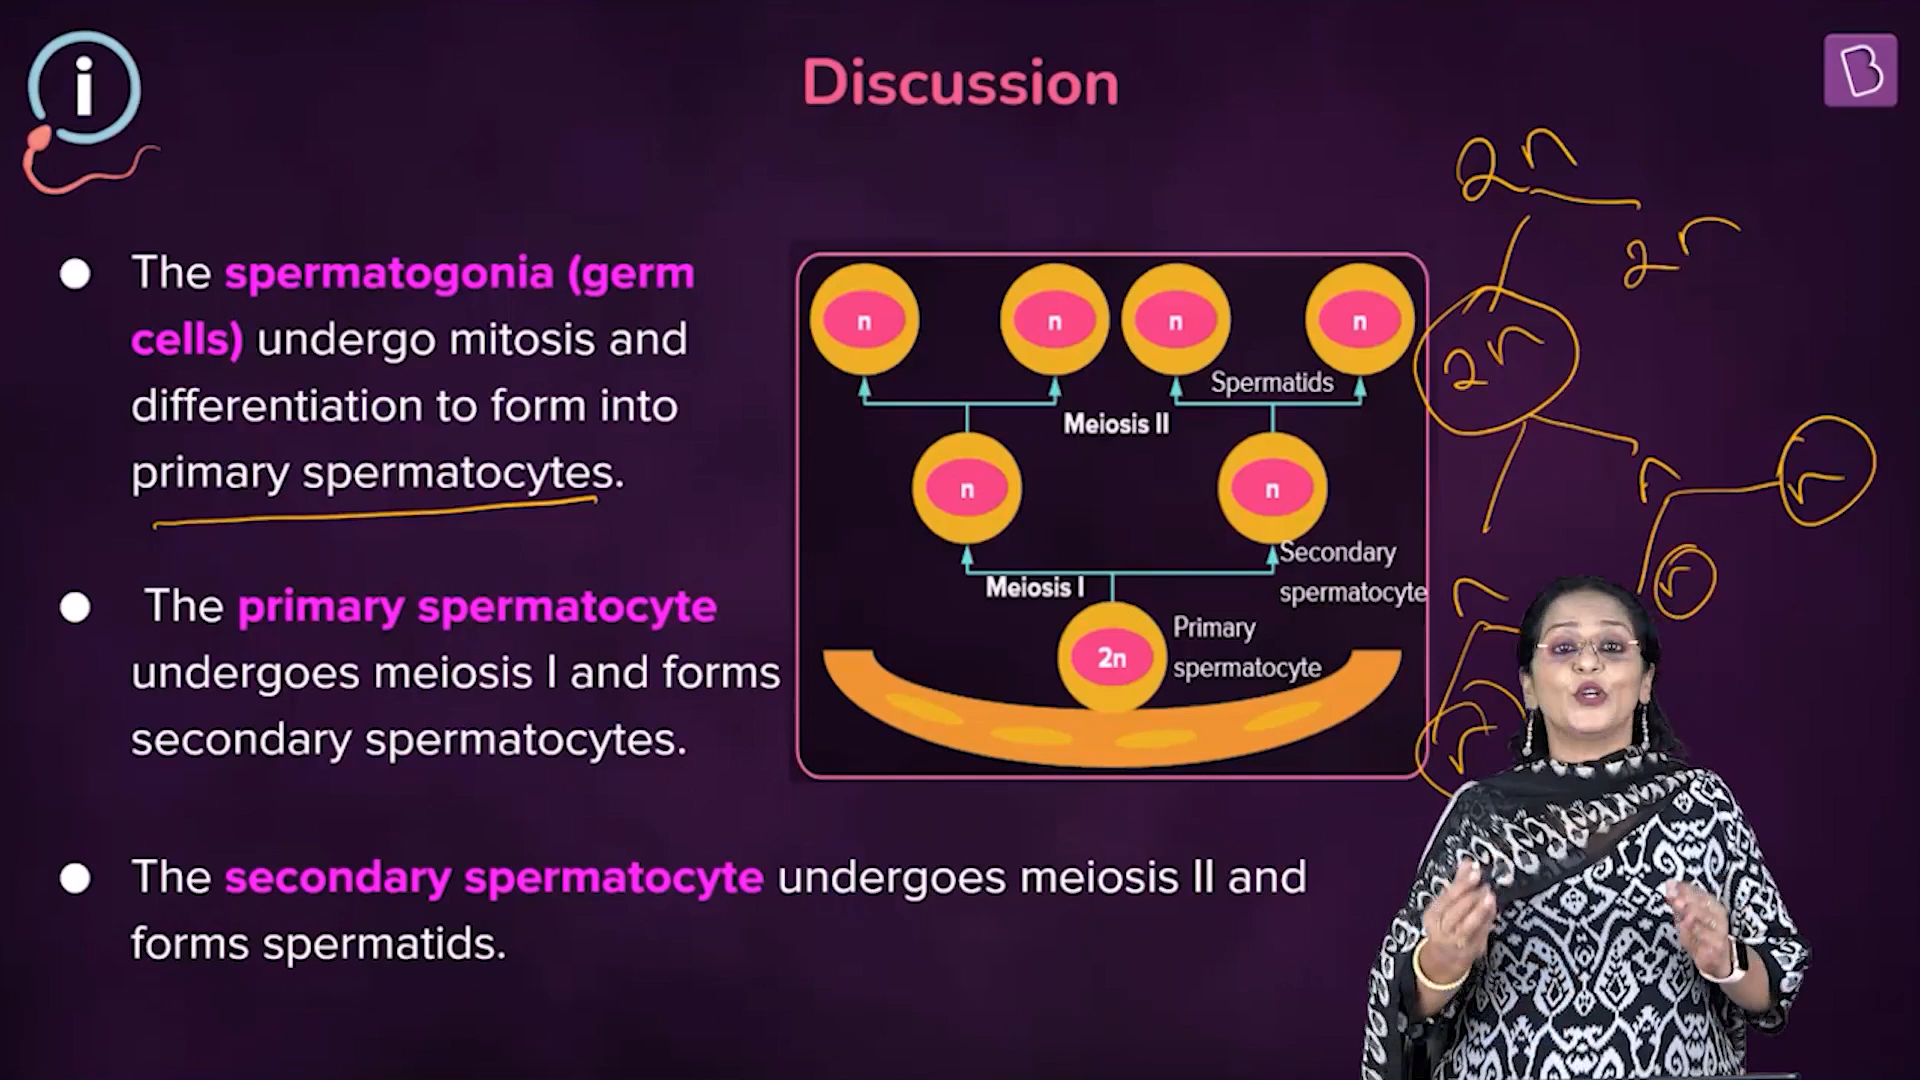 i
Discussion
B
The spermatogonia (germ
cells) undergo mitosis and
differentiation to form into
primary spermatocytes.
The primary spermatocyte
undergoes meiosis I and forms
secondary spermatocytes.
The secondary spermatocyte undergoes meiosis II and
forms spermatids.
n n n n
Spermatids
Meiosis II
n n
Secondary
spermatocyte
Meiosis I
Primary
spermatocyte
2n
2n
2n
2n
n
n
n
n
n